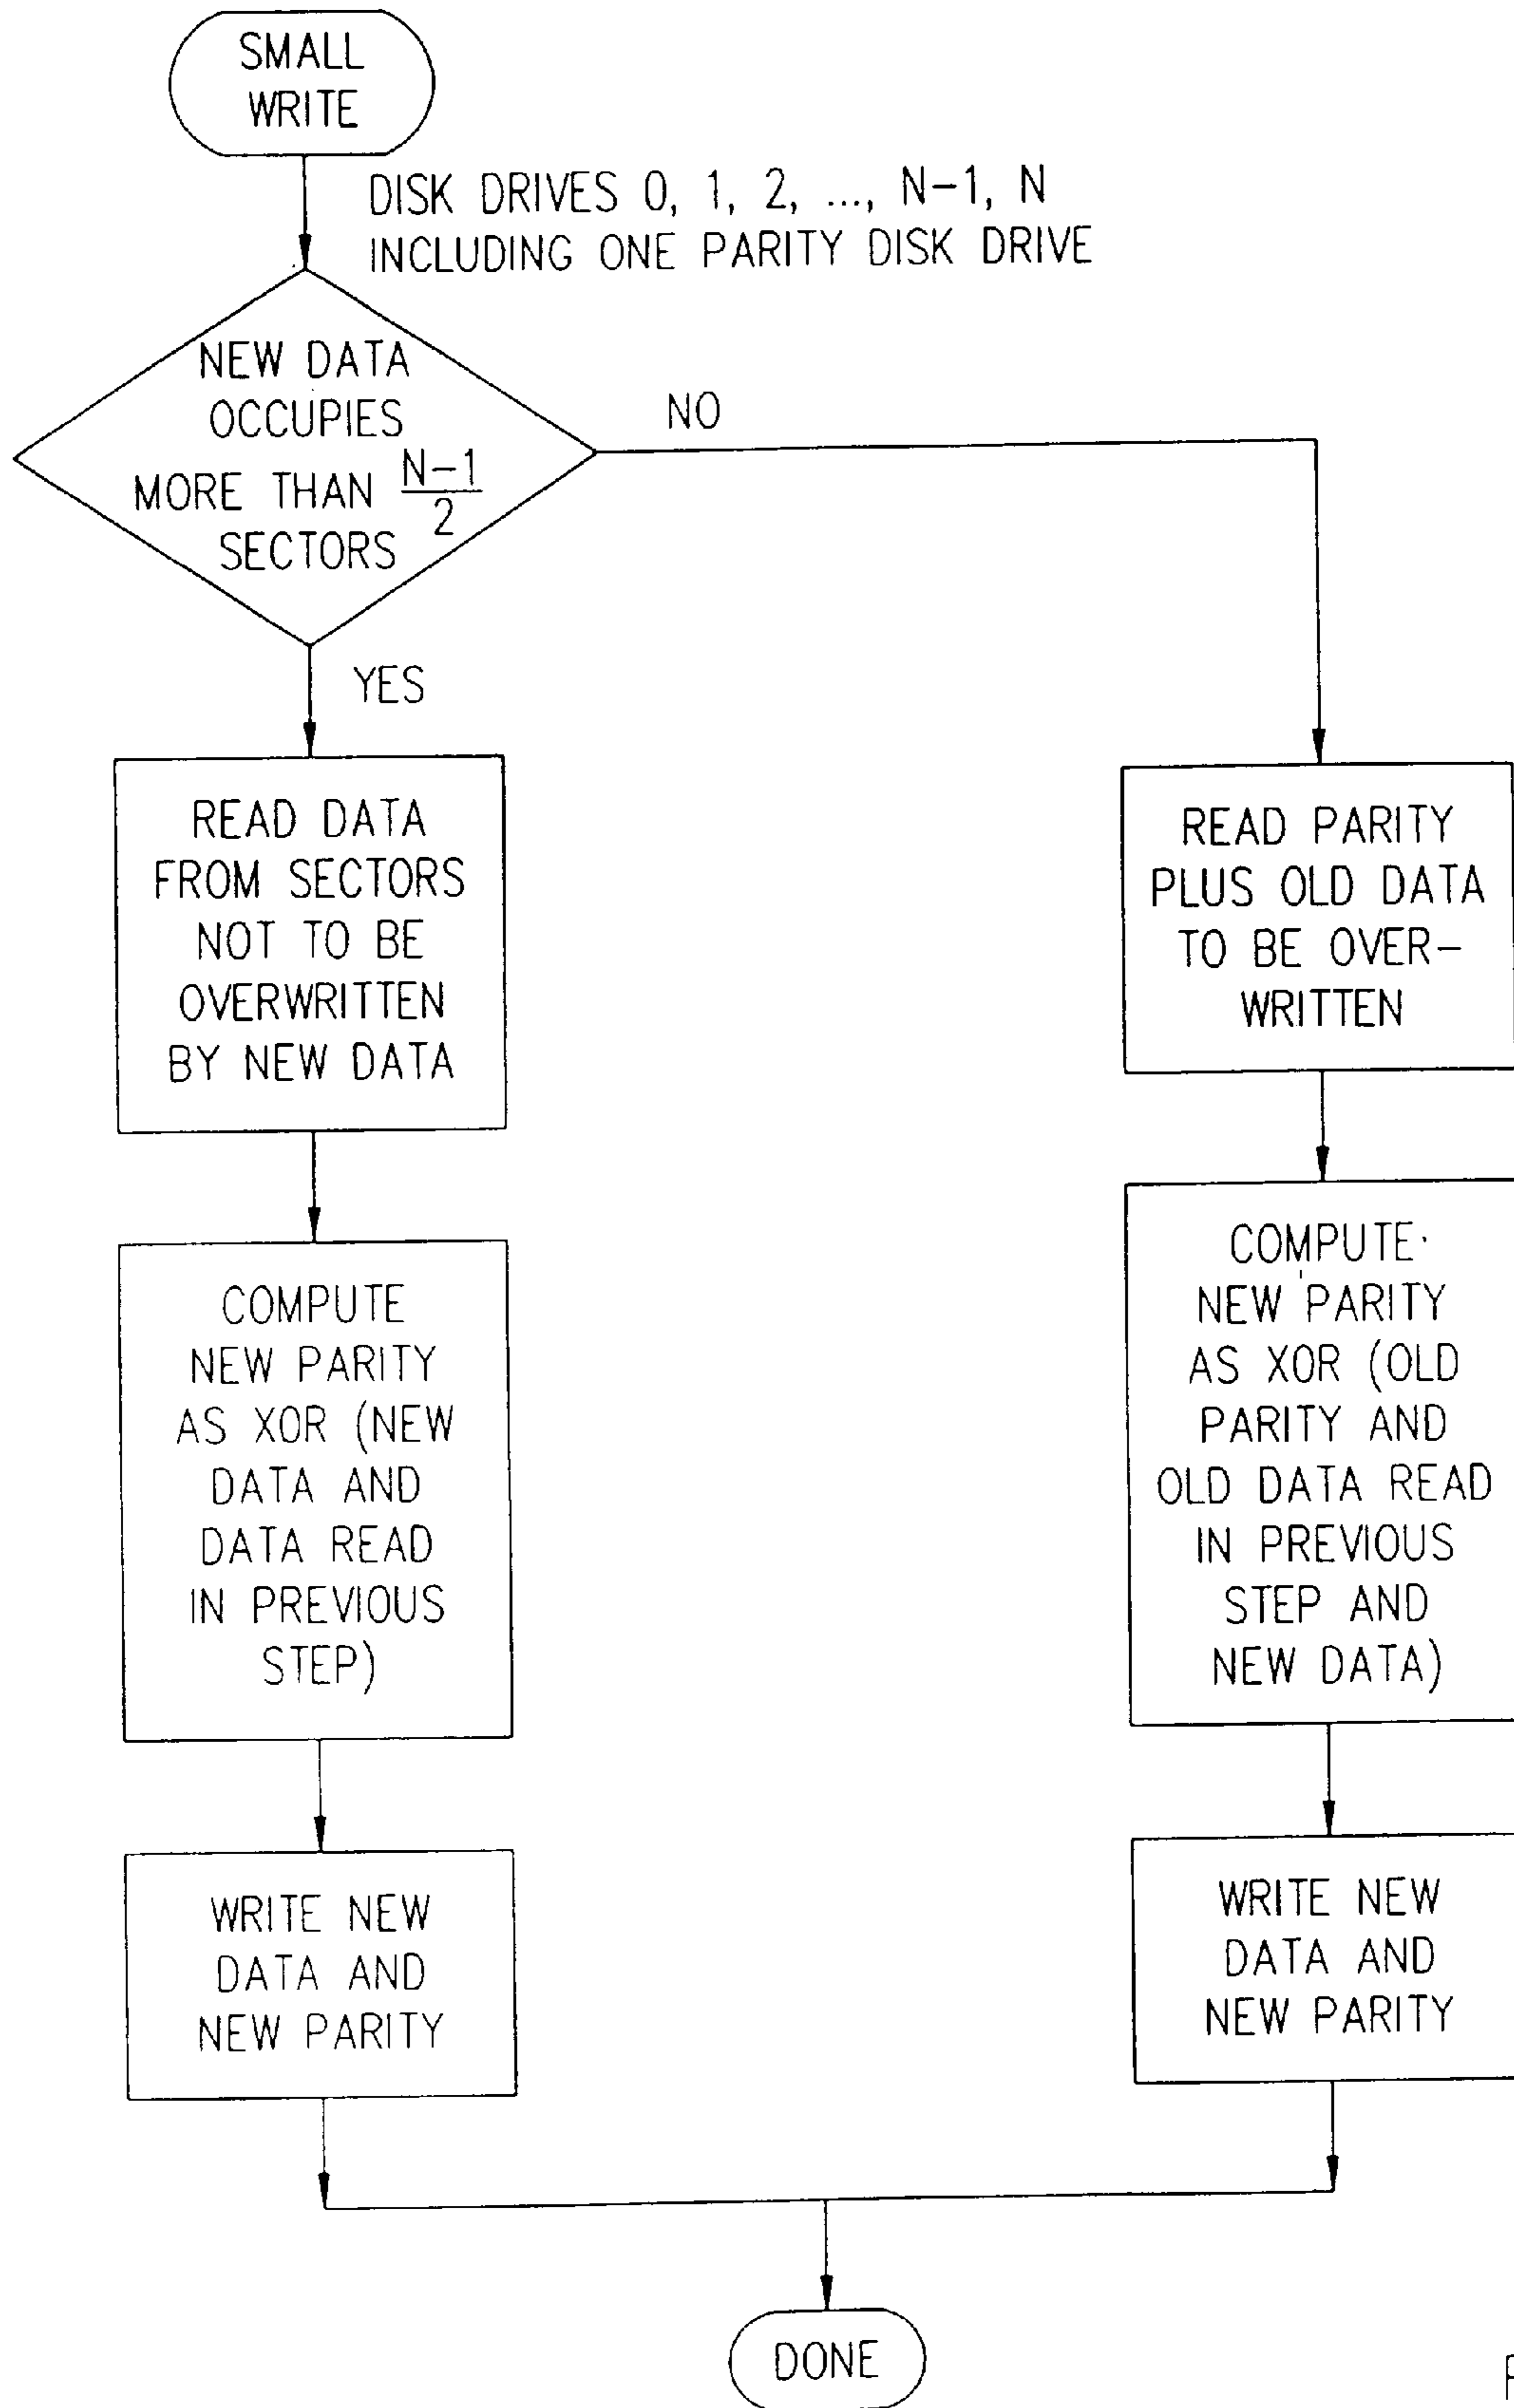 SMALL
WRITE
DISK DRIVES 0, 1, 2, ..., N-1, N
INCLUDING ONE PARITY DISK DRIVE
NEW DATA
OCCUPIES
MORE THAN N-1/2
SECTORS
NO
YES
READ DATA
FROM SECTORS
NOT TO BE
OVERWRITTEN
BY NEW DATA
READ PARITY
PLUS OLD DATA
TO BE OVER-
WRITTEN
COMPUTE
NEW PARITY
AS XOR (NEW
DATA AND
DATA READ
IN PREVIOUS
STEP)
COMPUTE
NEW PARITY
AS XOR (OLD
PARITY AND
OLD DATA READ
IN PREVIOUS
STEP AND
NEW DATA)
WRITE NEW
DATA AND
NEW PARITY
WRITE NEW
DATA AND
NEW PARITY
DONE